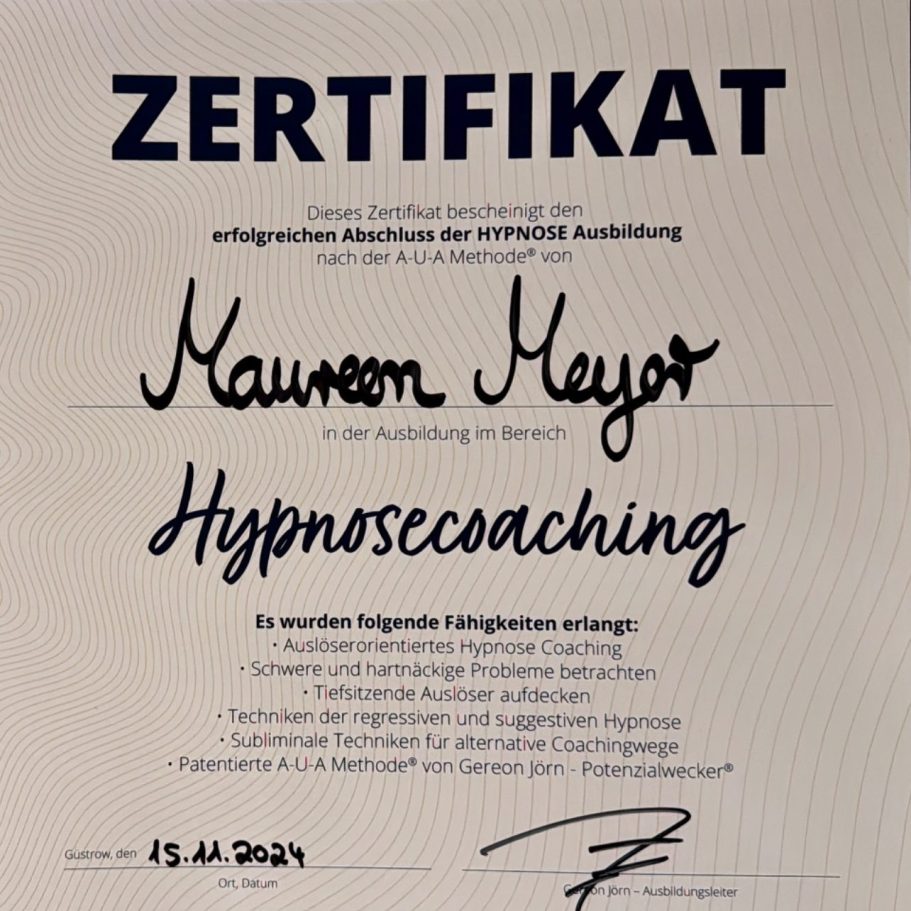 ZERTIFIKAT
Dieses Zertifikat bescheinigt den
erfolgreichen Abschluss der HYPNOSE Ausbildung
nach der A-U-A Methode® von
Maureen Meyer
in der Ausbildung im Bereich
Hypnosecoaching
Es wurden folgende Fähigkeiten erlangt:
• Auslöserorientiertes Hypnose Coaching
• Schwere und hartnäckige Probleme betrachten
• Tiefsitzende Auslöser aufdecken
• Techniken der regressiven und suggestiven Hypnose
• Subliminale Techniken für alternative Coachingwege
• Patentierte A-U-A Methode® von Gereon Jörn - Potenzialwecker®
Güstrow, den 15.11.2024
Ort, Datum
Gereon Jörn – Ausbildungsleiter